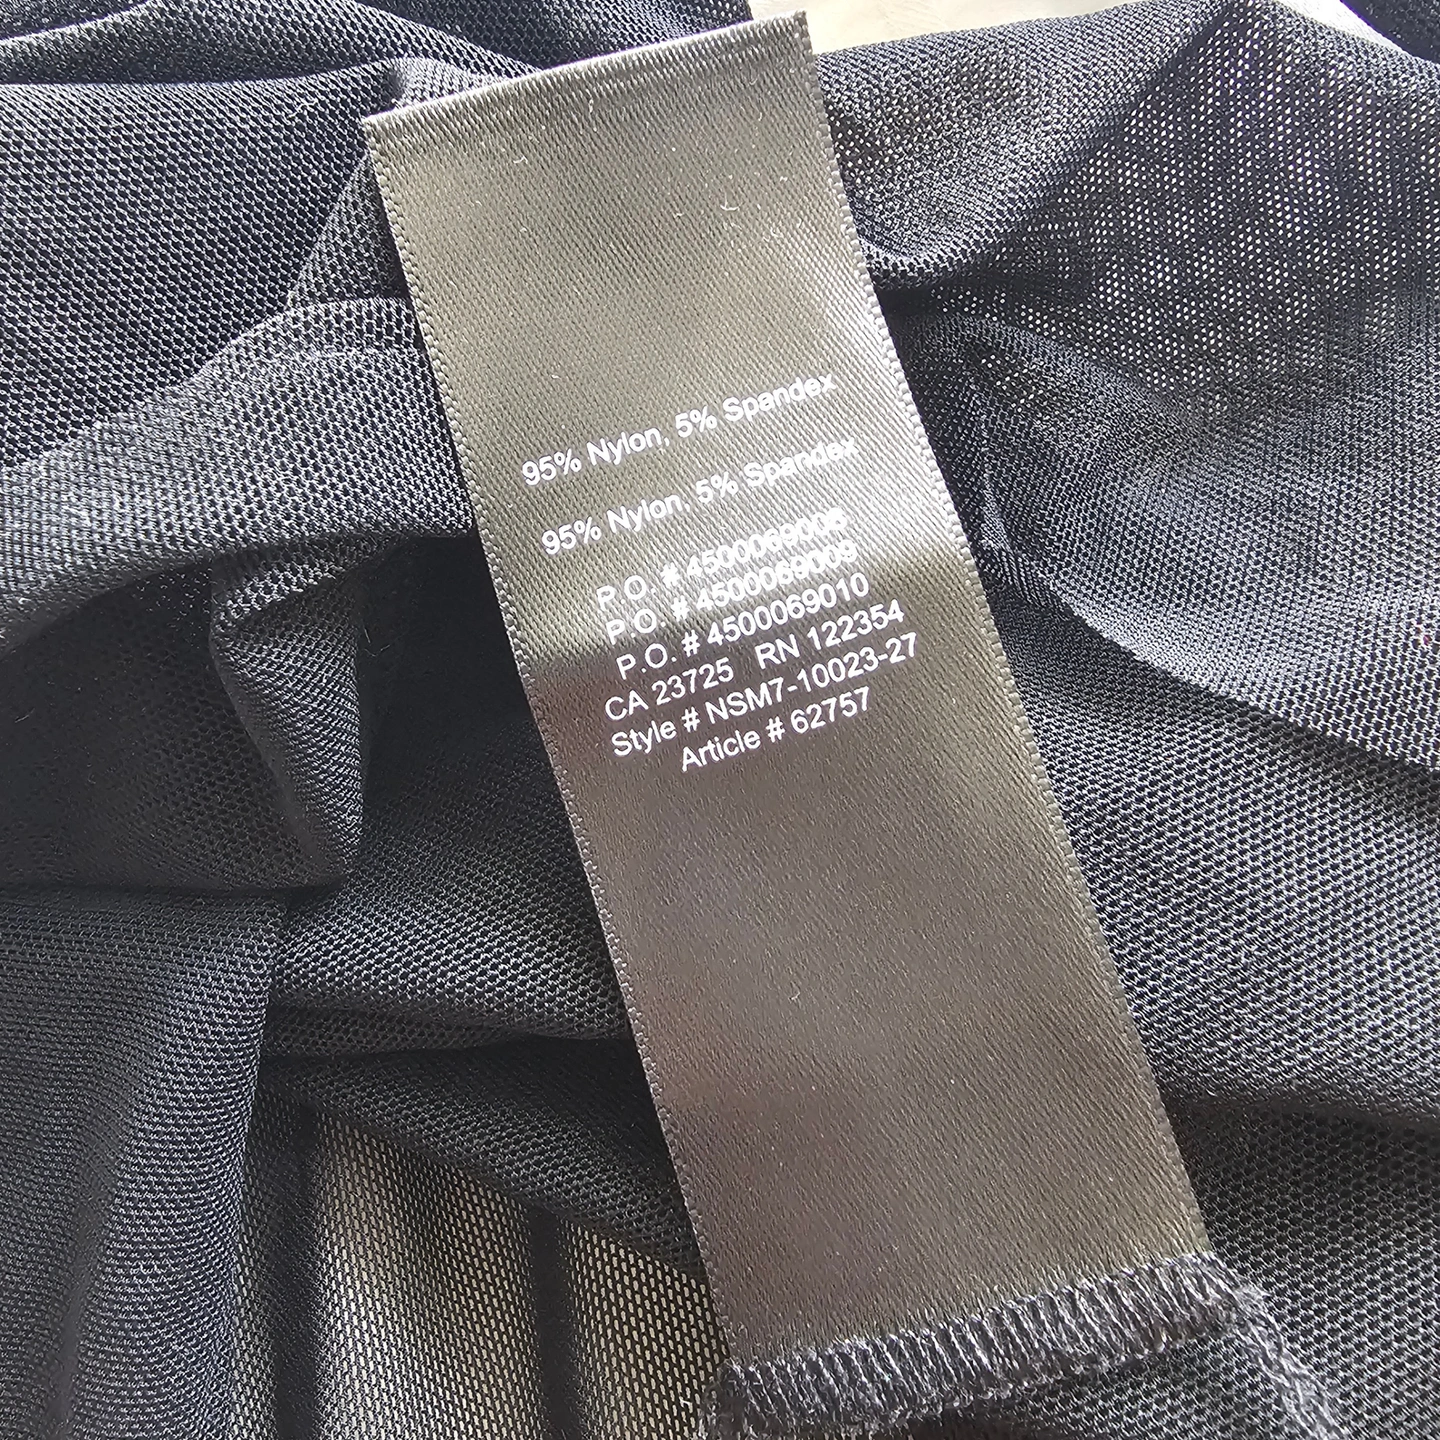 95% Nylon, 5% Spandex
95% Nylon, 5% Spandex
P.O. # 4500069008
P.O. # 4500069009
P.O. # 4500069010
CA 23725 RN 122354
Style # NSM7-10023-27
Article # 62757